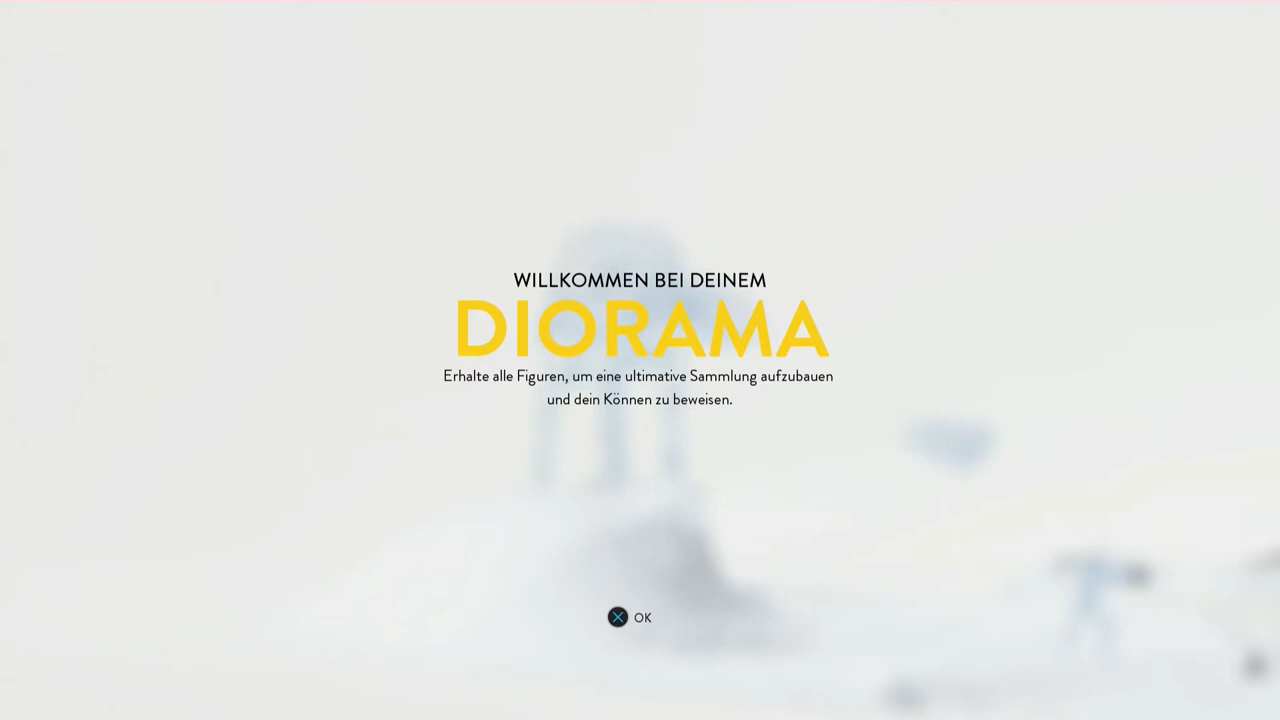 WILLKOMMEN BEI DEINEM
DIORAMA
Erhalte alle Figuren, um eine ultimative Sammlung aufzubauen
und dein Können zu beweisen.
OK